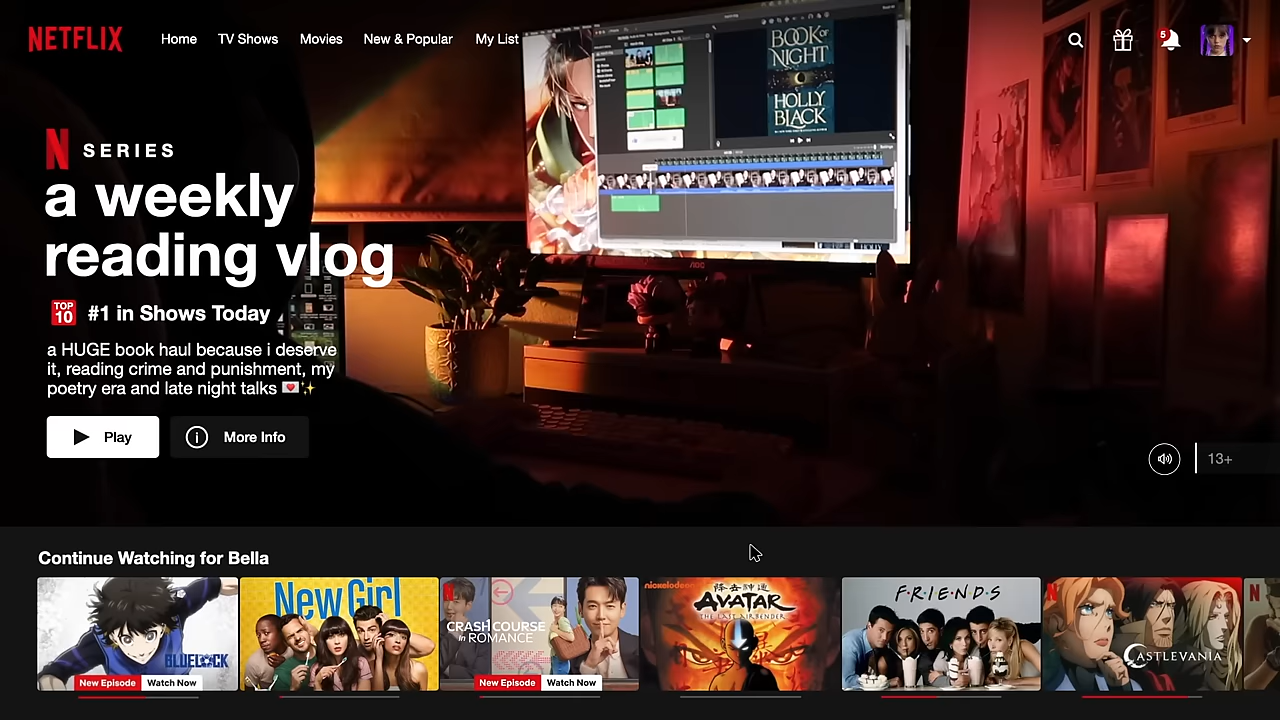 NETFLIX
Home
TV Shows
Movies
New & Popular
My List
5
BOOK OF
NIGHT
HOLLY
BLACK
N SERIES
a weekly
reading vlog
TOP
10
#1 in Shows Today
a HUGE book haul because i deserve
it, reading crime and punishment, my
poetry era and late night talks 💌✨
Play
More Info
13+
AOC
Continue Watching for Bella
BLUELOCK
New Episode
Watch Now
New Girl
N
CRASH COURSE
in ROMANCE
New Episode
Watch Now
nickelodeon
AVATAR
THE LAST AIRBENDER
F·R·I·E·N·D·S
N
CASTLEVANIA
N